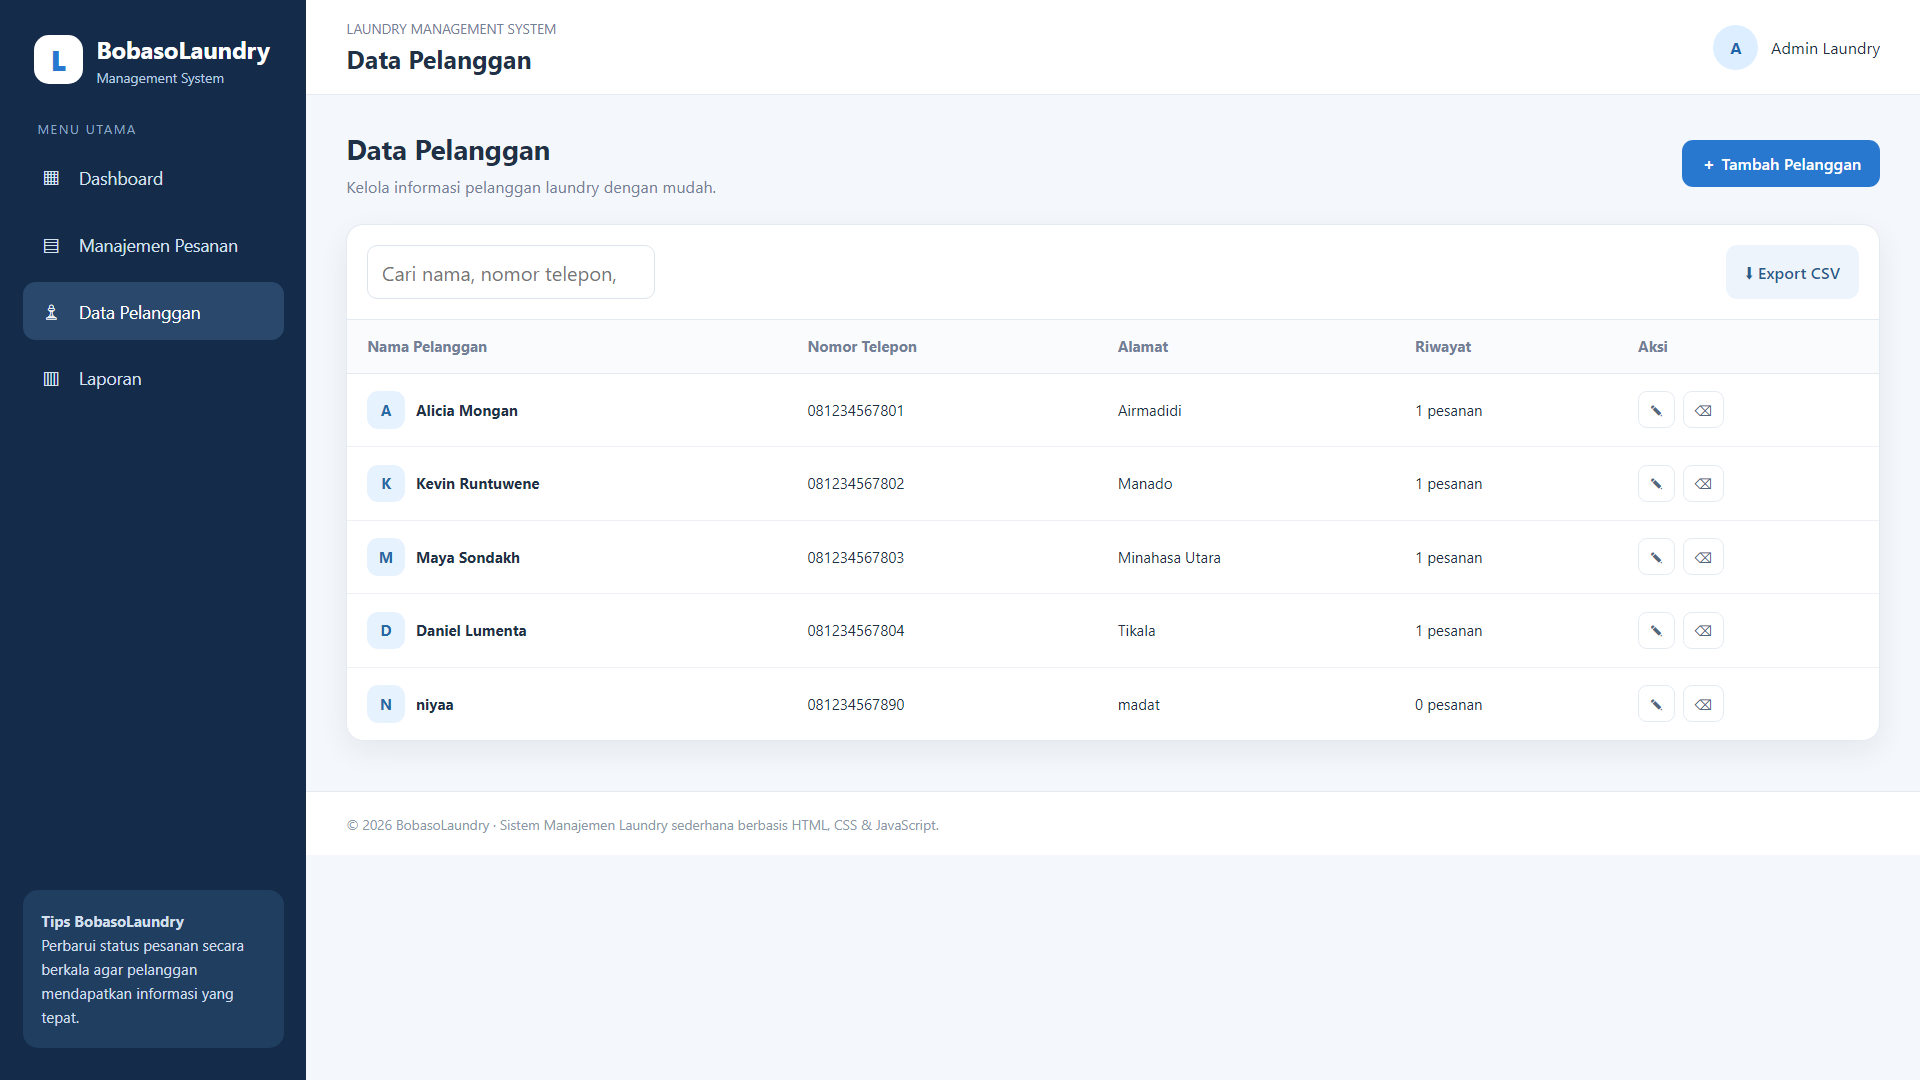 L
BobasoLaundry
Management System
MENU UTAMA
Dashboard
Manajemen Pesanan
Data Pelanggan
Laporan
Tips BobasoLaundry
Perbarui status pesanan secara
berkala agar pelanggan
mendapatkan informasi yang
tepat.
LAUNDRY MANAGEMENT SYSTEM
Data Pelanggan
A Admin Laundry
Data Pelanggan
Kelola informasi pelanggan laundry dengan mudah.
+ Tambah Pelanggan
Cari nama, nomor telepon,
⬇ Export CSV
Nama Pelanggan Nomor Telepon Alamat Riwayat Aksi
A Alicia Mongan 081234567801 Airmadidi 1 pesanan
K Kevin Runtuwene 081234567802 Manado 1 pesanan
M Maya Sondakh 081234567803 Minahasa Utara 1 pesanan
D Daniel Lumenta 081234567804 Tikala 1 pesanan
N niyaa 081234567890 madat 0 pesanan
© 2026 BobasoLaundry · Sistem Manajemen Laundry sederhana berbasis HTML, CSS & JavaScript.